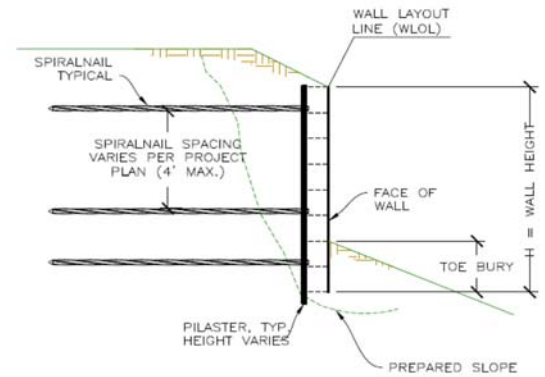 WALL LAYOUT
LINE (WLOL)
SPIRALNAIL
TYPICAL
SPIRALNAIL SPACING
VARIES PER PROJECT
PLAN (4' MAX.)
FACE OF
WALL
H = WALL HEIGHT
TOE BURY
PILASTER, TYP.
HEIGHT VARIES
PREPARED SLOPE